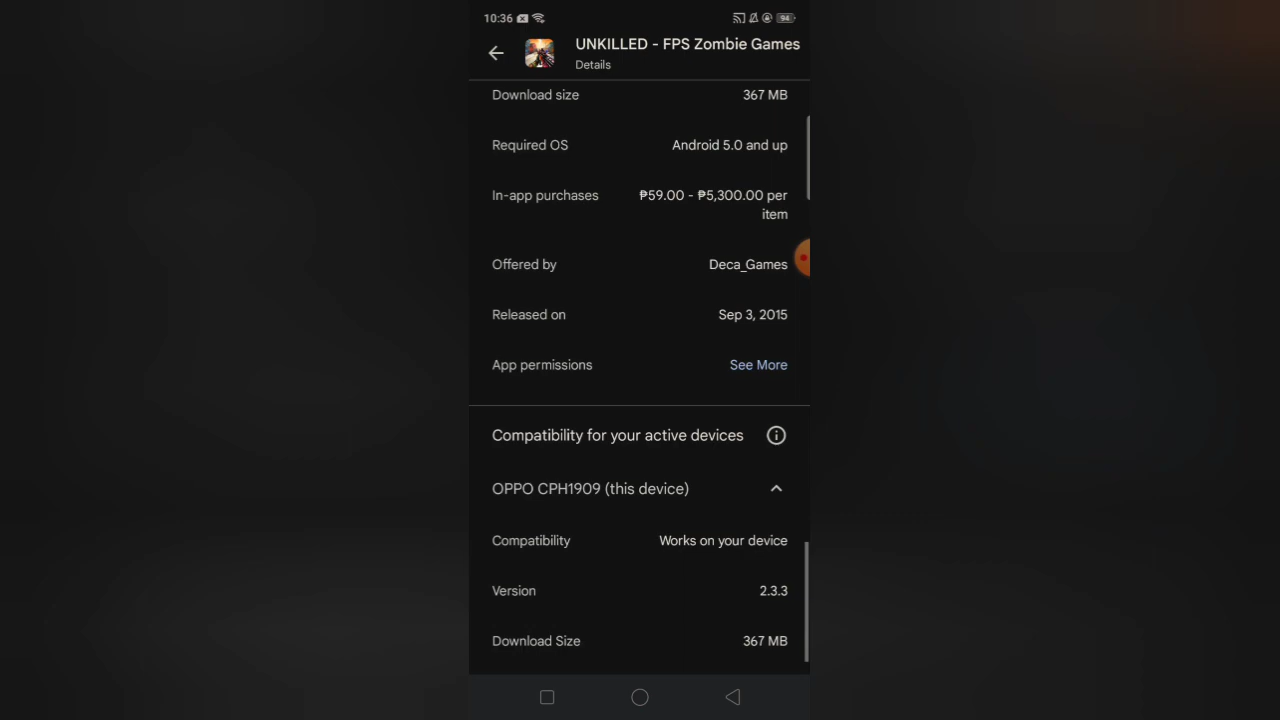 10:36
94
UNKILLED - FPS Zombie Games
Details
Download size 367 MB
Required OS Android 5.0 and up
In-app purchases ₱59.00 - ₱5,300.00 per
item
Offered by Deca_Games
Released on Sep 3, 2015
App permissions See More
Compatibility for your active devices
OPPO CPH1909 (this device)
Compatibility Works on your device
Version 2.3.3
Download Size 367 MB